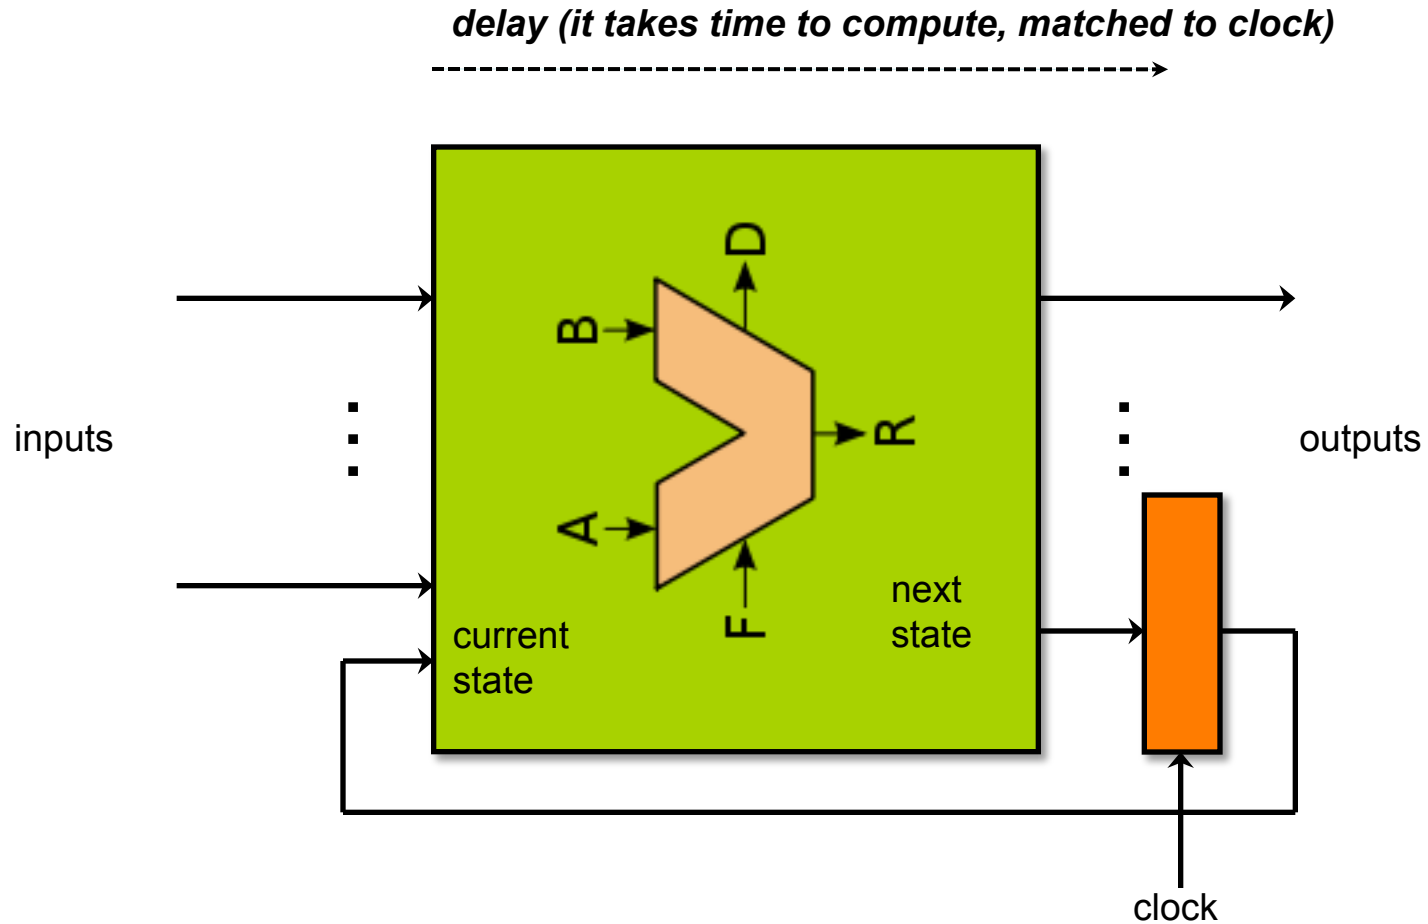 delay (it takes time to compute, matched to clock)
D
B
R
inputs
outputs
A
F
next
state
current
state
clock